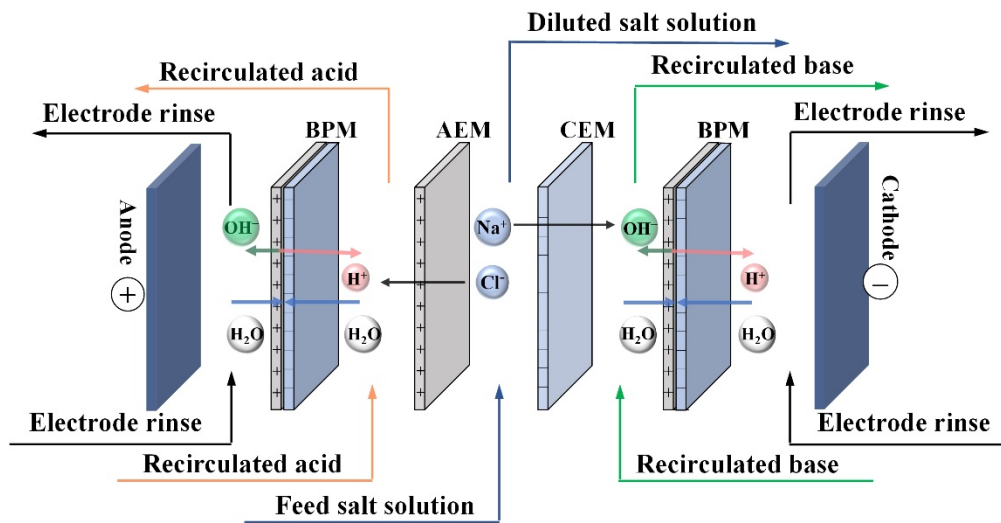 Diluted salt solution
Recirculated acid
Recirculated base
Electrode rinse
Electrode rinse
BPM
AEM
CEM
BPM
Anode
+
OH⁻
H⁺
H₂O
H₂O
Na⁺
Cl⁻
OH⁻
H⁺
H₂O
H₂O
Cathode
−
Electrode rinse
Electrode rinse
Recirculated acid
Recirculated base
Feed salt solution